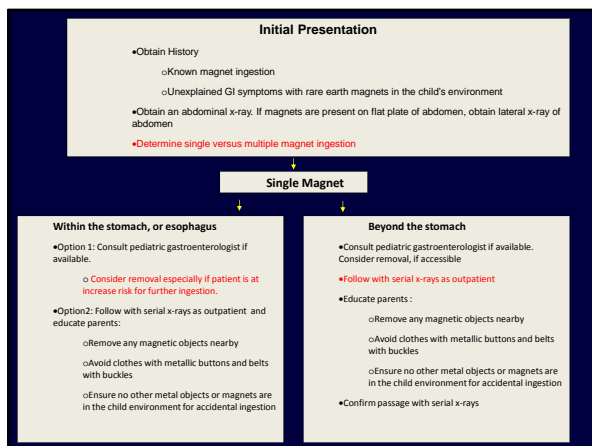 Initial Presentation
•Obtain History
oKnown magnet ingestion
oUnexplained GI symptoms with rare earth magnets in the child's environment
•Obtain an abdominal x-ray. If magnets are present on flat plate of abdomen, obtain lateral x-ray of
abdomen
•Determine single versus multiple magnet ingestion
Single Magnet
Within the stomach, or esophagus
•Option 1: Consult pediatric gastroenterologist if
available.
o Consider removal especially if patient is at
increase risk for further ingestion.
•Option2: Follow with serial x-rays as outpatient and
educate parents:
oRemove any magnetic objects nearby
oAvoid clothes with metallic buttons and belts
with buckles
oEnsure no other metal objects or magnets are
in the child environment for accidental ingestion
Beyond the stomach
•Consult pediatric gastroenterologist if available.
Consider removal, if accessible
•Follow with serial x-rays as outpatient
•Educate parents :
oRemove any magnetic objects nearby
oAvoid clothes with metallic buttons and belts
with buckles
oEnsure no other metal objects or magnets are
in the child environment for accidental ingestion
•Confirm passage with serial x-rays